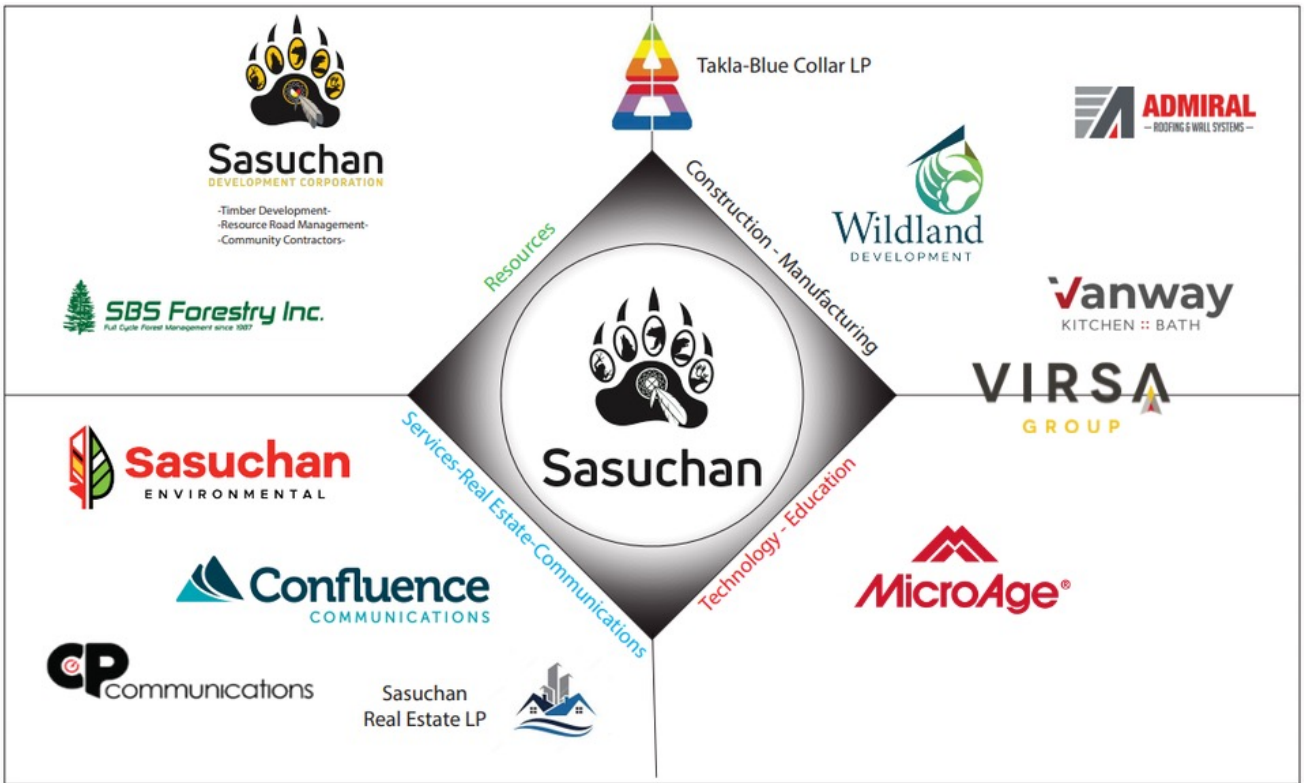 Sasuchan
DEVELOPMENT CORPORATION
-Timber Development-
-Resource Road Management-
-Community Contractors-
SBS Forestry Inc.
Full Cycle Forest Management since 1987
Takla-Blue Collar LP
ADMIRAL
— ROOFING & WALL SYSTEMS —
Wildland
DEVELOPMENT
Vanway
KITCHEN :: BATH
VIRSA
GROUP
Resources
Construction - Manufacturing
Sasuchan
Services-Real Estate-Communications
Technology - Education
Sasuchan
ENVIRONMENTAL
Confluence
COMMUNICATIONS
CP
communications
Sasuchan
Real Estate LP
MicroAge®